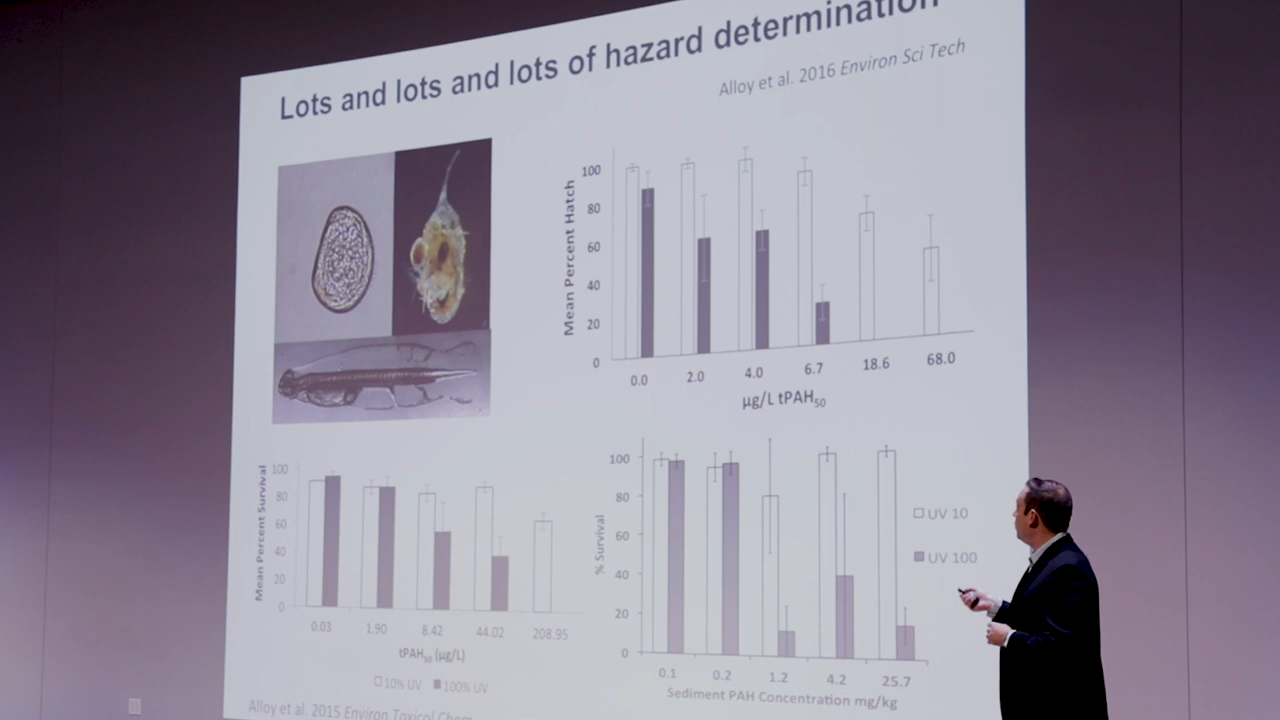 Lots and lots and lots of hazard determination
Alloy et al. 2016 Environ Sci Tech
Mean Percent Hatch
100
80
60
40
20
0
0.0 2.0 4.0 6.7 18.6 68.0
µg/L tPAH50
Mean Percent Survival
100
80
60
40
20
0
0.03 1.90 8.42 44.02 208.95
tPAH50 (µg/L)
10% UV 100% UV
Alloy et al. 2015 Environ Toxicol Chem
% Survival
100
80
60
40
20
0
0.1 0.2 1.2 4.2 25.7
Sediment PAH Concentration mg/kg
UV 10
UV 100